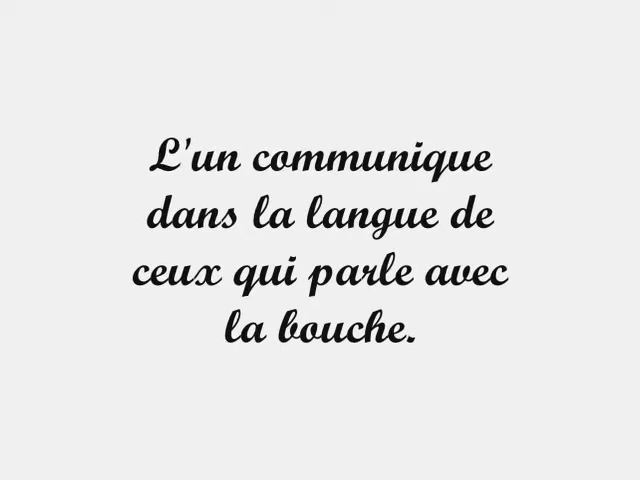 L'un communique
dans la langue de
ceux qui parle avec
la bouche.